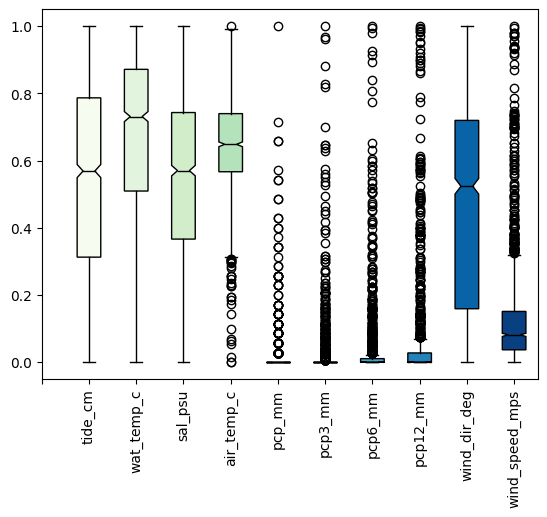 1.0
0.8
0.6
0.4
0.2
0.0
tide_cm
wat_temp_c
sal_psu
air_temp_c
pcp_mm
pcp3_mm
pcp6_mm
pcp12_mm
wind_dir_deg
wind_speed_mps